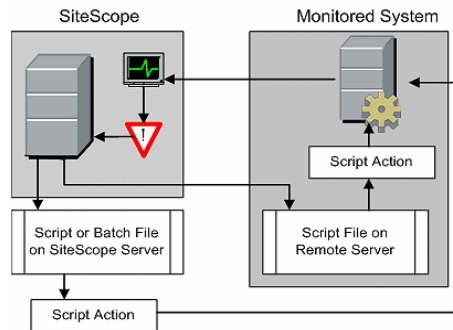 SiteScope
Monitored System
!
Script Action
Script or Batch File
on SiteScope Server
Script File on
Remote Server
Script Action